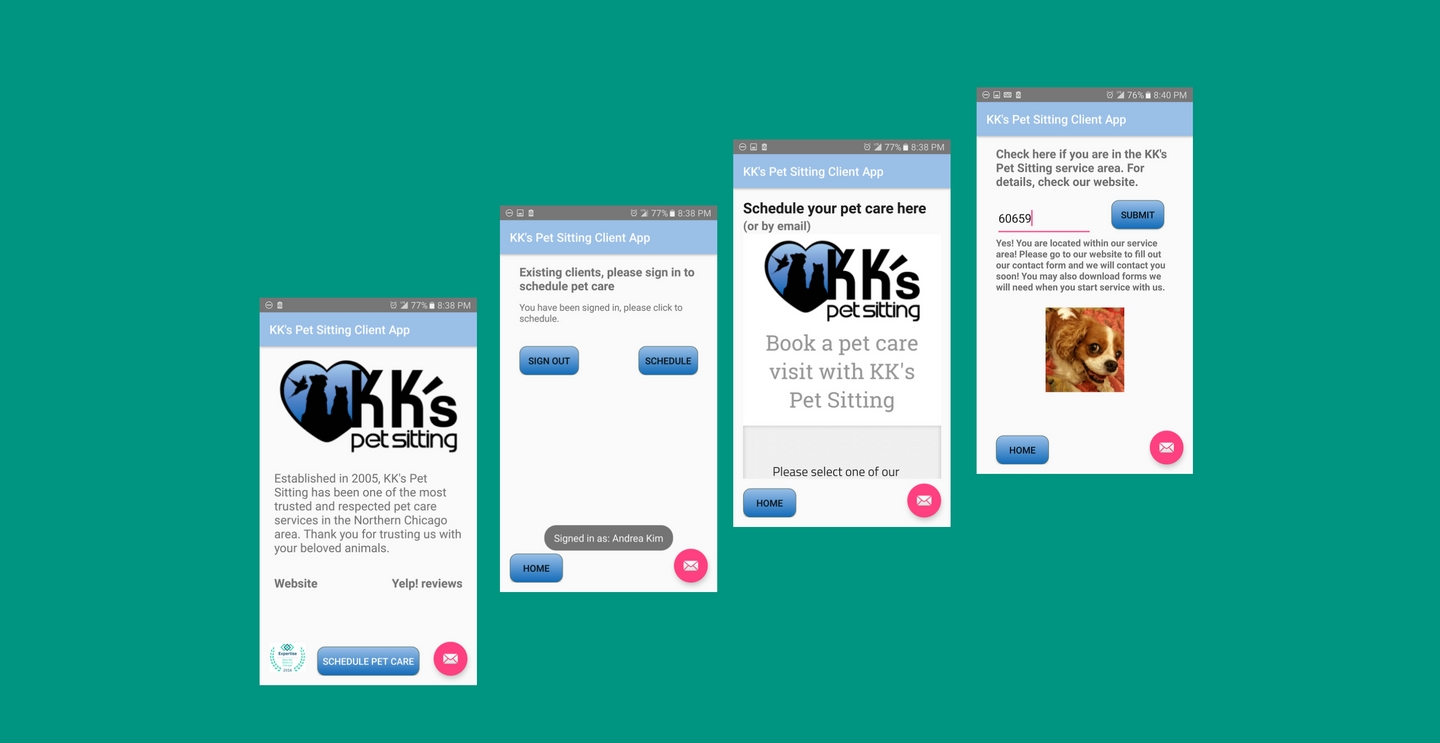 77% 8:38 PM
KK's Pet Sitting Client App
KK's
pet sitting
Established in 2005, KK's Pet
Sitting has been one of the most
trusted and respected pet care
services in the Northern Chicago
area. Thank you for trusting us with
your beloved animals.
Website Yelp! reviews
Expertise
2016
SCHEDULE PET CARE
77% 8:38 PM
KK's Pet Sitting Client App
Existing clients, please sign in to
schedule pet care
You have been signed in, please click to
schedule.
SIGN OUT SCHEDULE
Signed in as: Andrea Kim
HOME
77% 8:38 PM
KK's Pet Sitting Client App
Schedule your pet care here
(or by email)
KK's
pet sitting
Book a pet care
visit with KK's
Pet Sitting
Please select one of our
HOME
76% 8:40 PM
KK's Pet Sitting Client App
Check here if you are in the KK's
Pet Sitting service area. For
details, check our website.
60659 SUBMIT
Yes! You are located within our service
area! Please go to our website to fill out
our contact form and we will contact you
soon! You may also download forms we
will need when you start service with us.
HOME